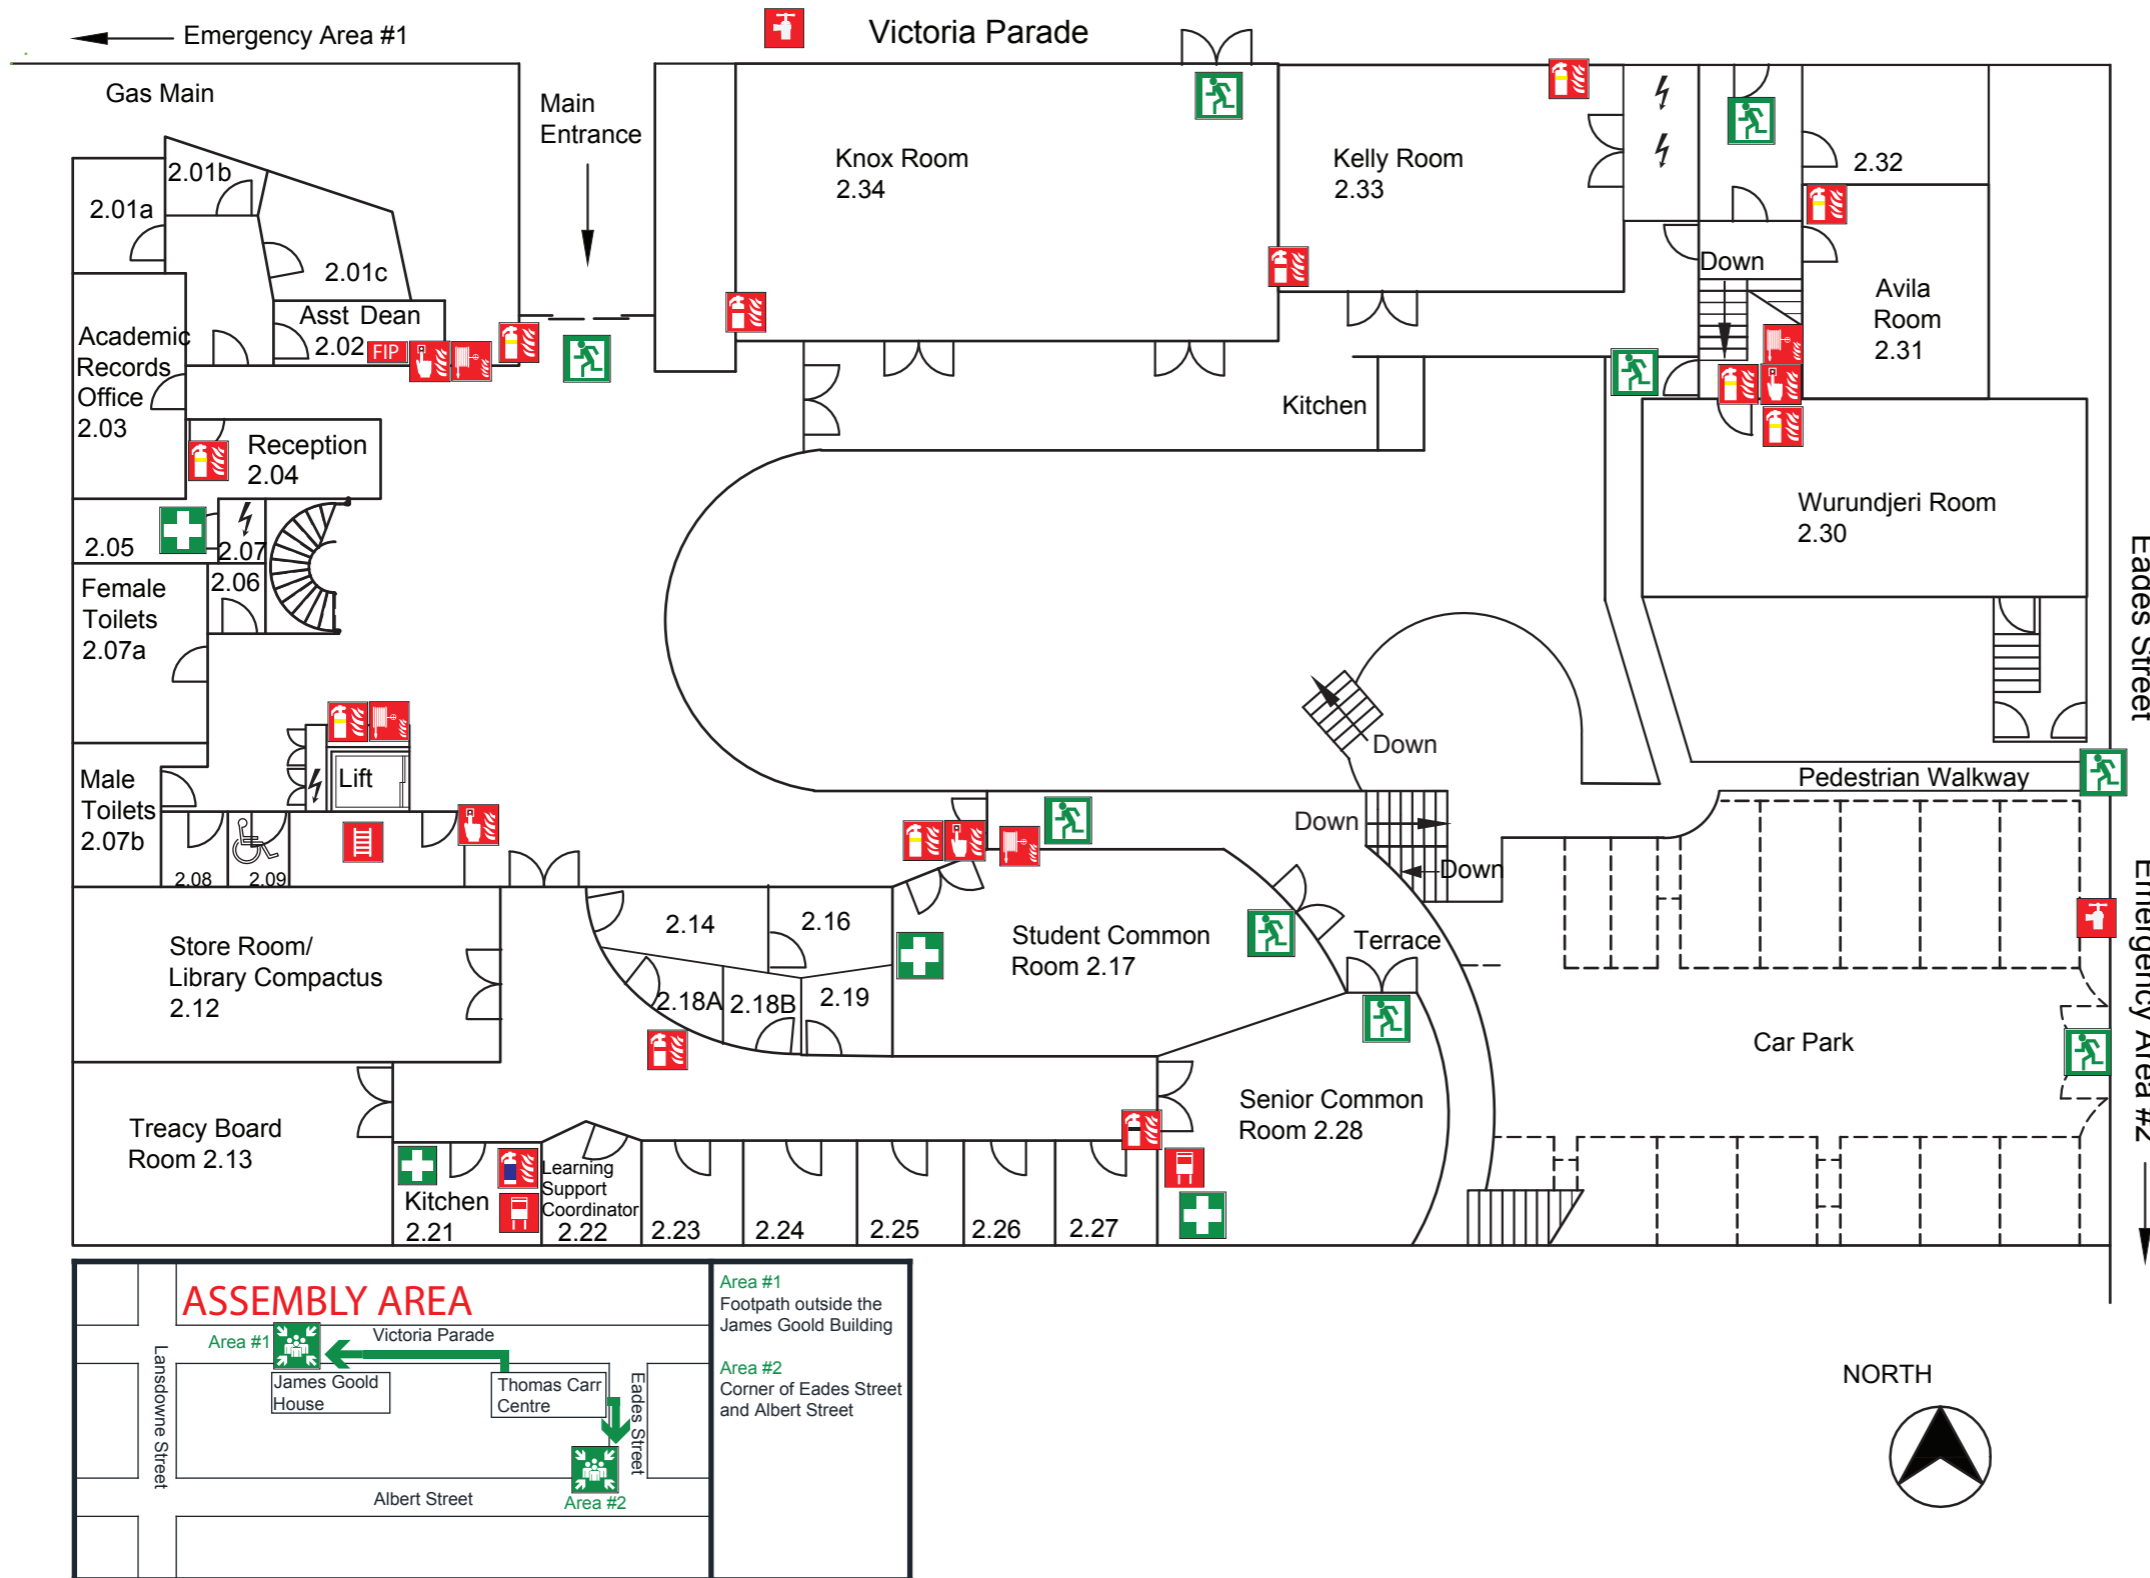 Emergency Area #1
Victoria Parade
Gas Main
Main
Entrance
2.01b
2.01a
2.01c
Knox Room
2.34
Kelly Room
2.33
2.32
Down
Avila
Room
2.31
Asst Dean
2.02
FIP
Academic
Records
Office
2.03
Reception
2.04
Kitchen
Wurundjeri Room
2.30
2.05
2.07
2.06
Female
Toilets
2.07a
Eades Street
Male
Toilets
2.07b
Lift
2.08
2.09
Down
Down
Down
Pedestrian Walkway
Emergency Area #2
Store Room/
Library Compactus
2.12
2.14
2.16
2.18A
2.18B
2.19
Student Common
Room 2.17
Terrace
Car Park
Treacy Board
Room 2.13
Kitchen
2.21
Learning
Support
Coordinator
2.22
2.23
2.24
2.25
2.26
2.27
Senior Common
Room 2.28
ASSEMBLY AREA
Area #1
Victoria Parade
Lansdowne Street
James Goold
House
Thomas Carr
Centre
Eades Street
Albert Street
Area #2
Area #1
Footpath outside the
James Goold Building
Area #2
Corner of Eades Street
and Albert Street
NORTH